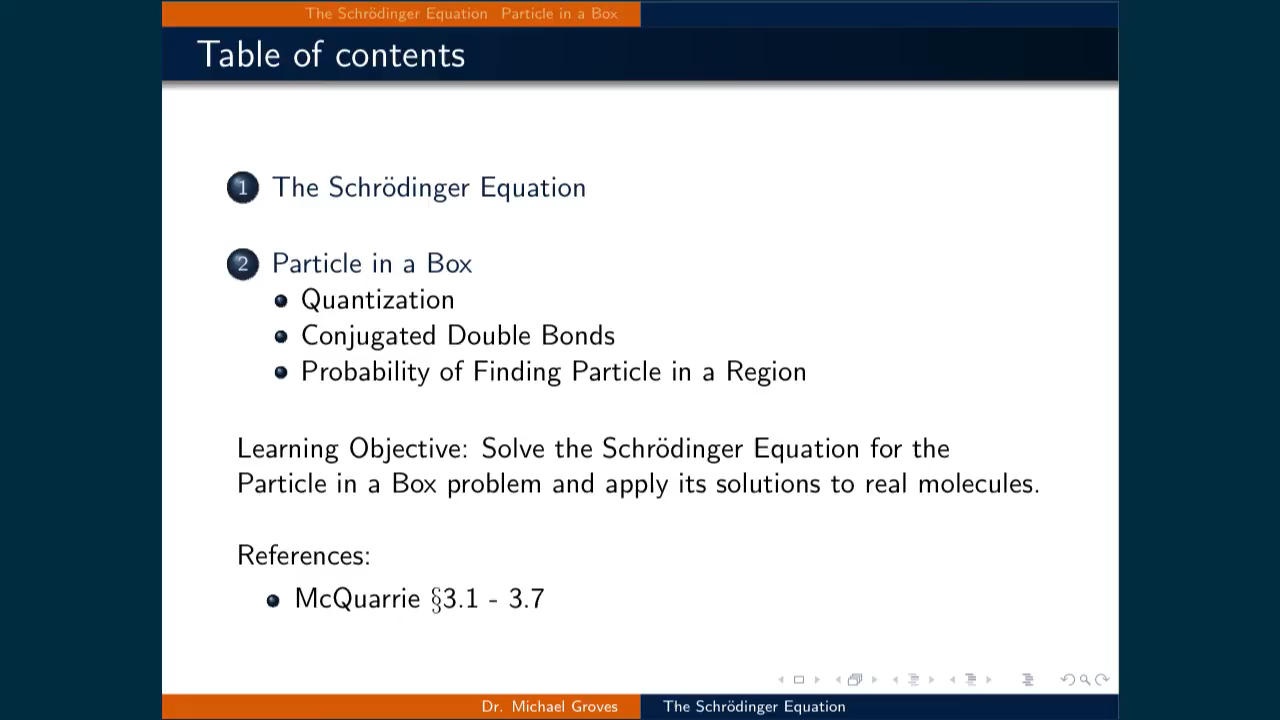 The Schrödinger Equation Particle in a Box
Table of contents
1 The Schrödinger Equation
2 Particle in a Box
Quantization
Conjugated Double Bonds
Probability of Finding Particle in a Region
Learning Objective: Solve the Schrödinger Equation for the
Particle in a Box problem and apply its solutions to real molecules.
References:
McQuarrie §3.1 - 3.7
Dr. Michael Groves The Schrödinger Equation